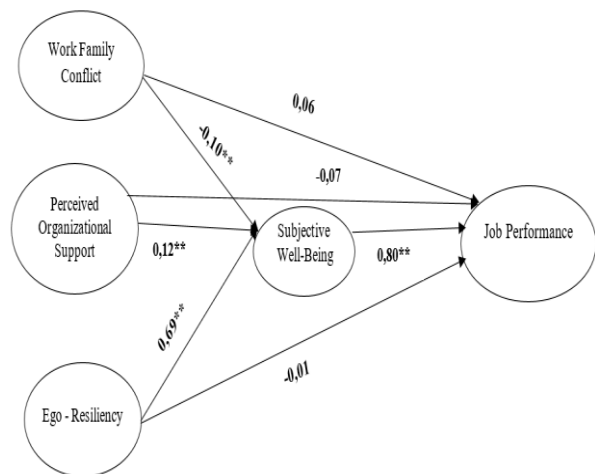 Work Family
Conflict
0,06
-0,10**
-0,07
Perceived
Organizational
Support
0,12**
Subjective
Well-Being
0,80**
Job Performance
0,69**
-0,01
Ego - Resiliency